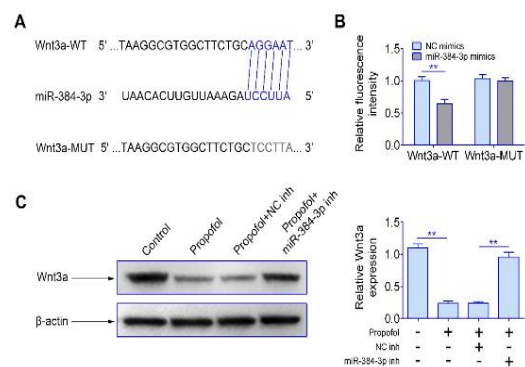 A
Wnt3a-WT 5' ...TAAGGCGTGGCTTCTGCAGGAAT... 3'
miR-384-3p UAACACUUGUUAAAGAUCCUUA 5'
Wnt3a-MUT 5' ...TAAGGCGTGGCTTCTGCTCCTTA... 3'
B
NC mimics
miR-384-3p mimics
Relative fluorescence
intensity
1.5
1.0
0.5
0.0
**
Wnt3a-WT Wnt3a-MUT
C
Control
Propofol
Propofol+NC inh
Propofol+
miR-384-3p inh
Wnt3a
β-actin
Relative Wnt3a
expression
1.5
1.0
0.5
0.0
**
**
Propofol - + + +
NC inh - - + -
miR-384-3p inh - - - +